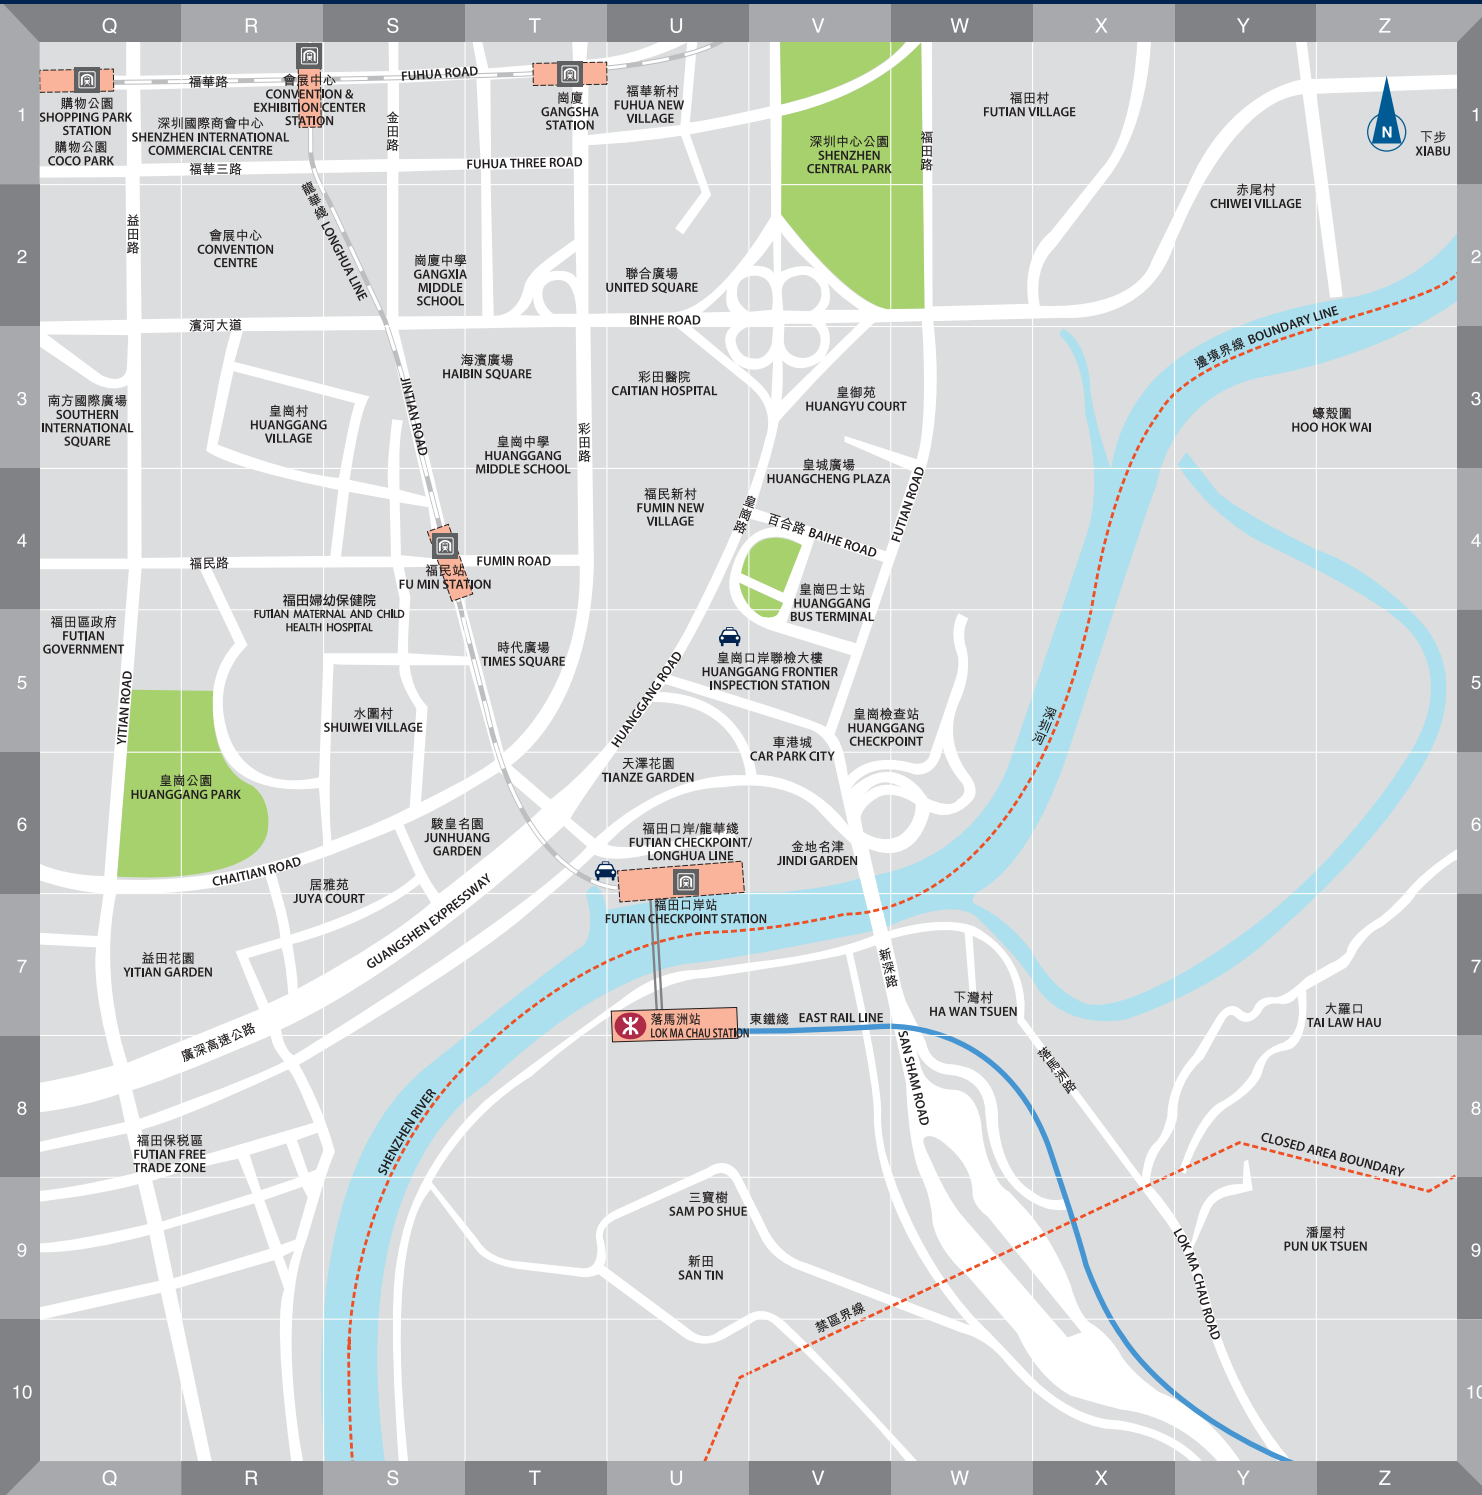 Q R S T U V W X Y Z
1
2
3
4
5
6
7
8
9
10
1
2
3
4
5
6
7
8
9
10
購物公園
SHOPPING PARK
STATION
購物公園
COCO PARK
福華路
FUHUA ROAD
會展中心
CONVENTION &
EXHIBITION CENTER
STATION
深圳國際商會中心
SHENZHEN INTERNATIONAL
COMMERCIAL CENTRE
金田路
崗廈
GANGSHA
STATION
福華新村
FUHUA NEW
VILLAGE
深圳中心公園
SHENZHEN
CENTRAL PARK
福田路
福田村
FUTIAN VILLAGE
N
下步
XIABU
福華三路
FUHUA THREE ROAD
龍華綫 LONGHUA LINE
益田路
會展中心
CONVENTION
CENTRE
崗廈中學
GANGXIA
MIDDLE
SCHOOL
聯合廣場
UNITED SQUARE
赤尾村
CHIWEI VILLAGE
濱河大道
BINHE ROAD
邊境界線 BOUNDARY LINE
海濱廣場
HAIBIN SQUARE
彩田醫院
CAITIAN HOSPITAL
皇御苑
HUANGYU COURT
南方國際廣場
SOUTHERN
INTERNATIONAL
SQUARE
皇崗村
HUANGGANG
VILLAGE
JINTIAN ROAD
皇崗中學
HUANGGANG
MIDDLE SCHOOL
彩田路
蠔殼圍
HOO HOK WAI
皇城廣場
HUANGCHENG PLAZA
福民新村
FUMIN NEW
VILLAGE
皇崗路
百合路 BAIHE ROAD
FUTIAN ROAD
福民路
FUMIN ROAD
福民站
FU MIN STATION
福田婦幼保健院
FUTIAN MATERNAL AND CHILD
HEALTH HOSPITAL
皇崗巴士站
HUANGGANG
BUS TERMINAL
福田區政府
FUTIAN
GOVERNMENT
時代廣場
TIMES SQUARE
皇崗口岸聯檢大樓
HUANGGANG FRONTIER
INSPECTION STATION
YITIAN ROAD
水圍村
SHUIWEI VILLAGE
HUANGGANG ROAD
皇崗檢查站
HUANGGANG
CHECKPOINT
深圳河
車港城
CAR PARK CITY
天澤花園
TIANZE GARDEN
皇崗公園
HUANGGANG PARK
駿皇名園
JUNHUANG
GARDEN
福田口岸/龍華綫
FUTIAN CHECKPOINT/
LONGHUA LINE
金地名津
JINDI GARDEN
CHAITIAN ROAD
居雅苑
JUYA COURT
GUANGSHEN EXPRESSWAY
福田口岸站
FUTIAN CHECKPOINT STATION
益田花園
YITIAN GARDEN
新深路
下灣村
HA WAN TSUEN
大羅口
TAI LAW HAU
落馬洲站
LOK MA CHAU STATION
東鐵綫 EAST RAIL LINE
廣深高速公路
SAN SHAM ROAD
落馬洲路
SHENZHEN RIVER
福田保税區
FUTIAN FREE
TRADE ZONE
CLOSED AREA BOUNDARY
三寶樹
SAM PO SHUE
新田
SAN TIN
潘屋村
PUN UK TSUEN
LOK MA CHAU ROAD
禁區界線
Q R S T U V W X Y Z